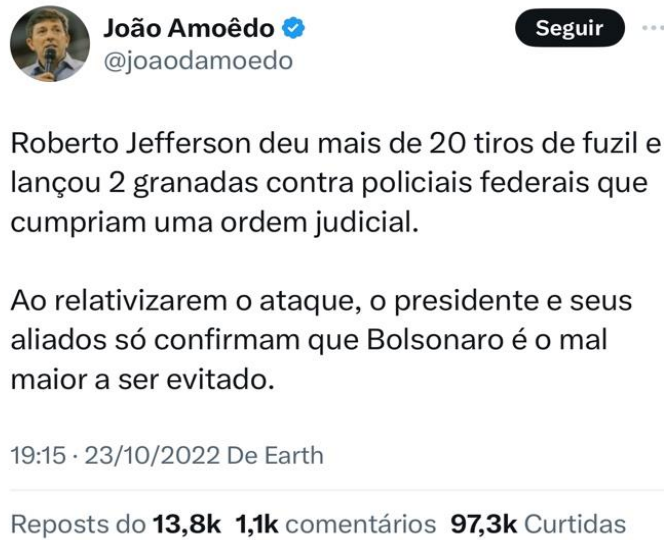 João Amoêdo
Seguir
@joaodamoedo
Roberto Jefferson deu mais de 20 tiros de fuzil e
lançou 2 granadas contra policiais federais que
cumpriam uma ordem judicial.
Ao relativizarem o ataque, o presidente e seus
aliados só confirmam que Bolsonaro é o mal
maior a ser evitado.
19:15 · 23/10/2022 De Earth
Reposts do 13,8k 1,1k comentários 97,3k Curtidas